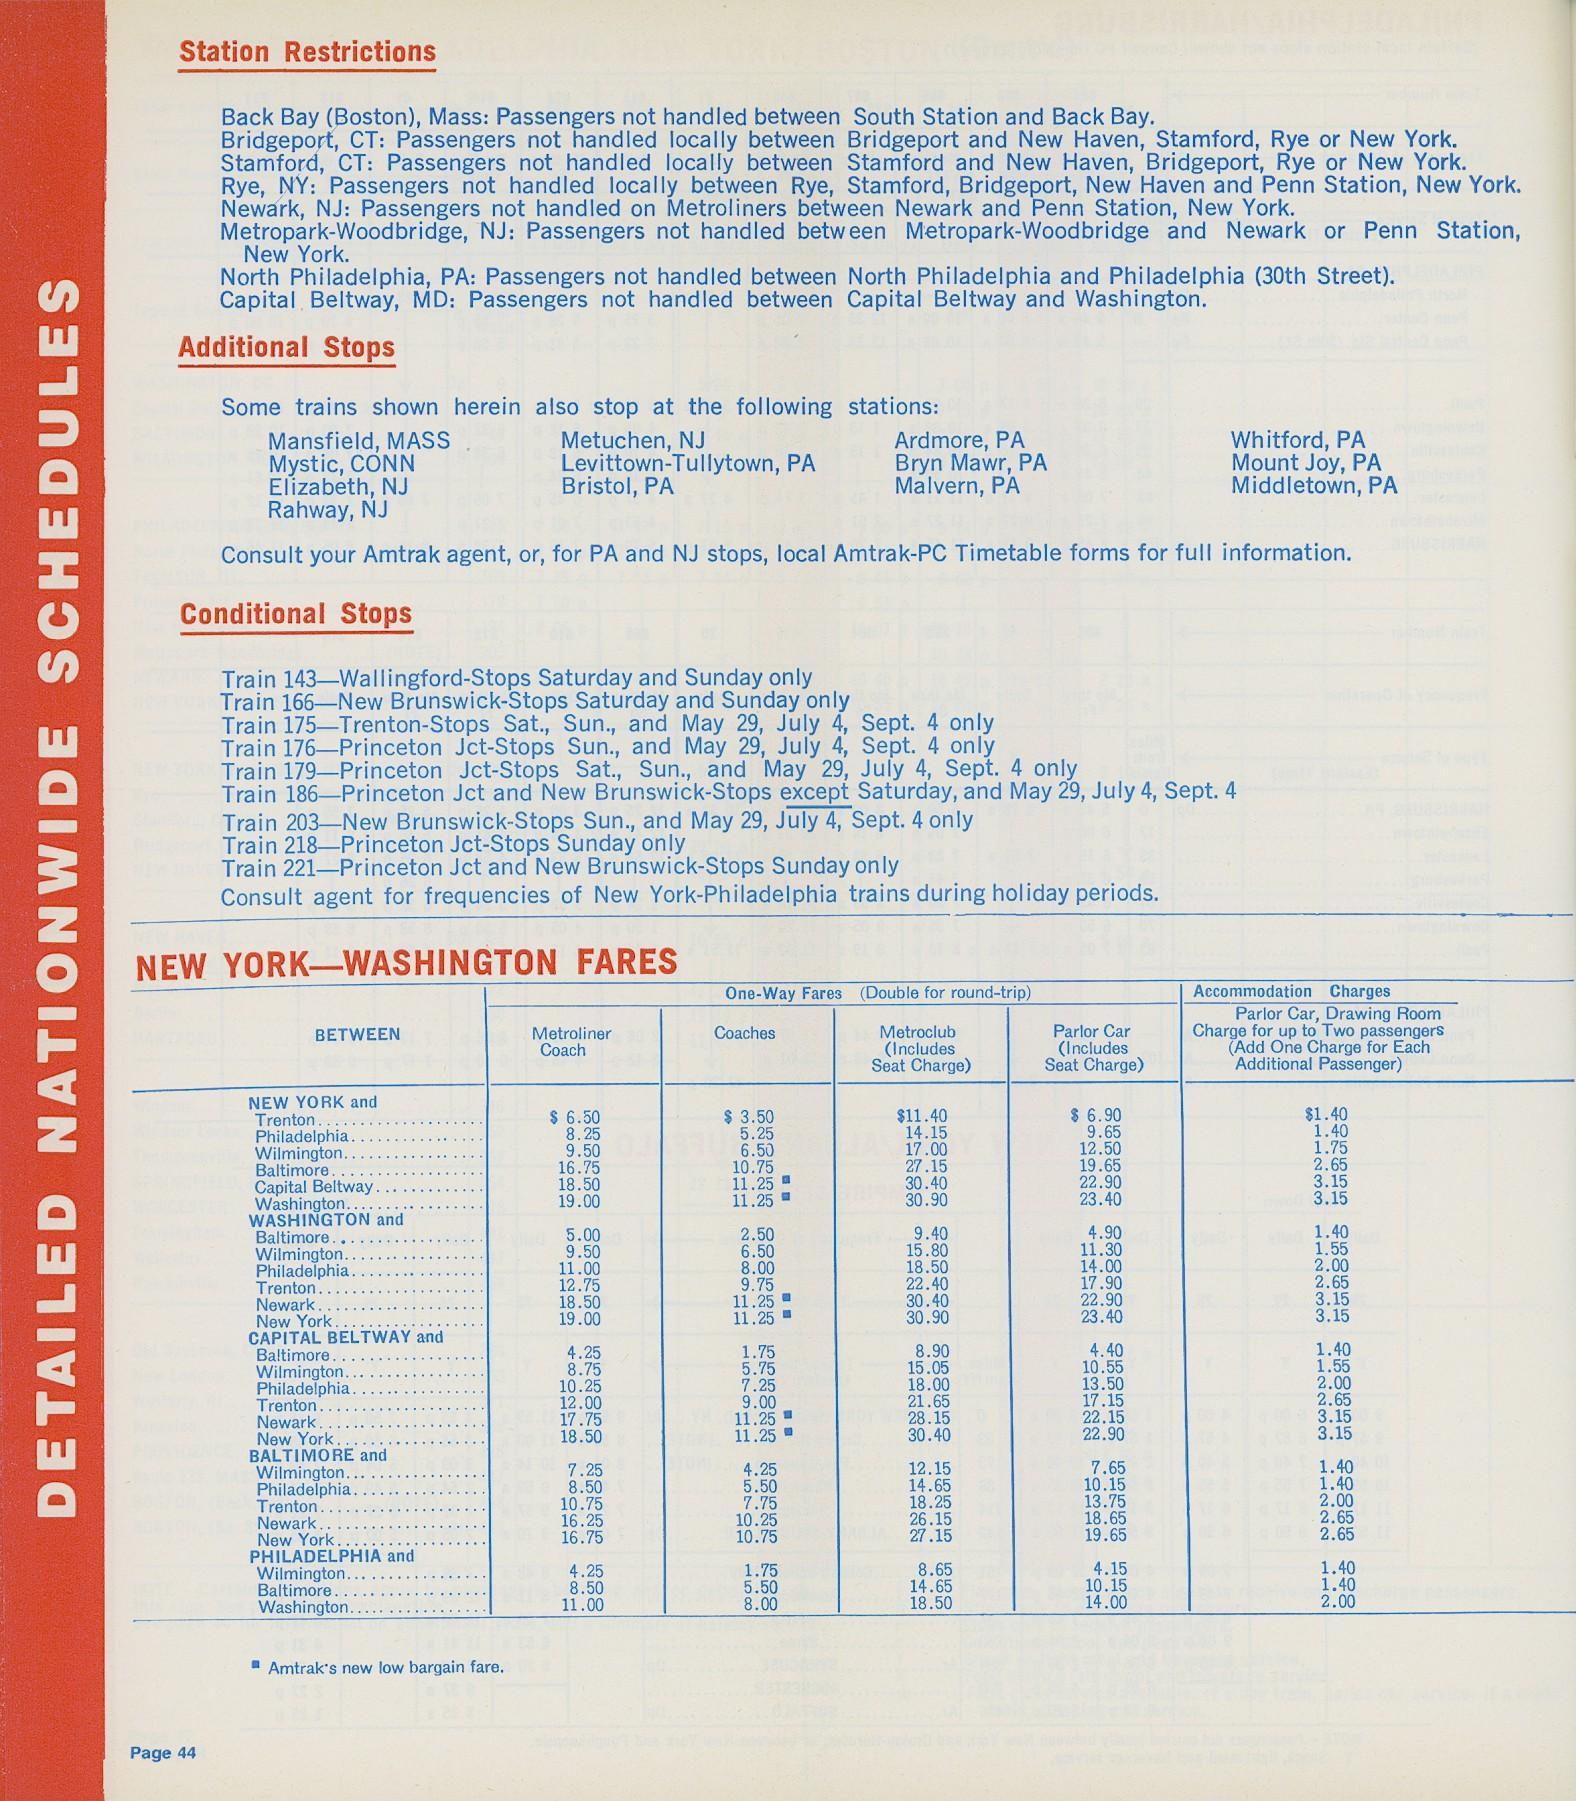 DETAILED NATIONWIDE SCHEDULES
Station Restrictions
Back Bay (Boston), Mass: Passengers not handled between South Station and Back Bay.
Bridgeport, CT: Passengers not handled locally between Bridgeport and New Haven, Stamford, Rye or New York.
Stamford, CT: Passengers not handled locally between Stamford and New Haven, Bridgeport, Rye or New York.
Rye, NY: Passengers not handled locally between Rye, Stamford, Bridgeport, New Haven and Penn Station, New York.
Newark, NJ: Passengers not handled on Metroliners between Newark and Penn Station, New York.
Metropark-Woodbridge, NJ: Passengers not handled between Metropark-Woodbridge and Newark or Penn Station,
New York.
North Philadelphia, PA: Passengers not handled between North Philadelphia and Philadelphia (30th Street).
Capital Beltway, MD: Passengers not handled between Capital Beltway and Washington.
Additional Stops
Some trains shown herein also stop at the following stations:
Mansfield, MASS Metuchen, NJ Ardmore, PA Whitford, PA
Mystic, CONN Levittown-Tullytown, PA Bryn Mawr, PA Mount Joy, PA
Elizabeth, NJ Bristol, PA Malvern, PA Middletown, PA
Rahway, NJ
Consult your Amtrak agent, or, for PA and NJ stops, local Amtrak-PC Timetable forms for full information.
Conditional Stops
Train 143—Wallingford-Stops Saturday and Sunday only
Train 166—New Brunswick-Stops Saturday and Sunday only
Train 175—Trenton-Stops Sat., Sun., and May 29, July 4, Sept. 4 only
Train 176—Princeton Jct-Stops Sun., and May 29, July 4, Sept. 4 only
Train 179—Princeton Jct-Stops Sat., Sun., and May 29, July 4, Sept. 4 only
Train 186—Princeton Jct and New Brunswick-Stops except Saturday, and May 29, July 4, Sept. 4
Train 203—New Brunswick-Stops Sun., and May 29, July 4, Sept. 4 only
Train 218—Princeton Jct-Stops Sunday only
Train 221—Princeton Jct and New Brunswick-Stops Sunday only
Consult agent for frequencies of New York-Philadelphia trains during holiday periods.
NEW YORK—WASHINGTON FARES
One-Way Fares (Double for round-trip) Accommodation Charges
BETWEEN Metroliner Coach Coaches Metroclub (Includes Seat Charge) Parlor Car (Includes Seat Charge) Parlor Car, Drawing Room Charge for up to Two passengers (Add One Charge for Each Additional Passenger)
NEW YORK and
Trenton $ 6.50 $ 3.50 $11.40 $ 6.90 $1.40
Philadelphia 8.25 5.25 14.15 9.65 1.40
Wilmington 9.50 6.50 17.00 12.50 1.75
Baltimore 16.75 10.75 27.15 19.65 2.65
Capital Beltway 18.50 11.25 ■ 30.40 22.90 3.15
Washington 19.00 11.25 ■ 30.90 23.40 3.15
WASHINGTON and
Baltimore 5.00 2.50 9.40 4.90 1.40
Wilmington 9.50 6.50 15.80 11.30 1.55
Philadelphia 11.00 8.00 18.50 14.00 2.00
Trenton 12.75 9.75 22.40 17.90 2.65
Newark 18.50 11.25 ■ 30.40 22.90 3.15
New York 19.00 11.25 ■ 30.90 23.40 3.15
CAPITAL BELTWAY and
Baltimore 4.25 1.75 8.90 4.40 1.40
Wilmington 8.75 5.75 15.05 10.55 1.55
Philadelphia 10.25 7.25 18.00 13.50 2.00
Trenton 12.00 9.00 21.65 17.15 2.65
Newark 17.75 11.25 ■ 28.15 22.15 3.15
New York 18.50 11.25 ■ 30.40 22.90 3.15
BALTIMORE and
Wilmington 7.25 4.25 12.15 7.65 1.40
Philadelphia 8.50 5.50 14.65 10.15 1.40
Trenton 10.75 7.75 18.25 13.75 2.00
Newark 16.25 10.25 26.15 18.65 2.65
New York 16.75 10.75 27.15 19.65 2.65
PHILADELPHIA and
Wilmington 4.25 1.75 8.65 4.15 1.40
Baltimore 8.50 5.50 14.65 10.15 1.40
Washington 11.00 8.00 18.50 14.00 2.00
■ Amtrak's new low bargain fare.
Page 44